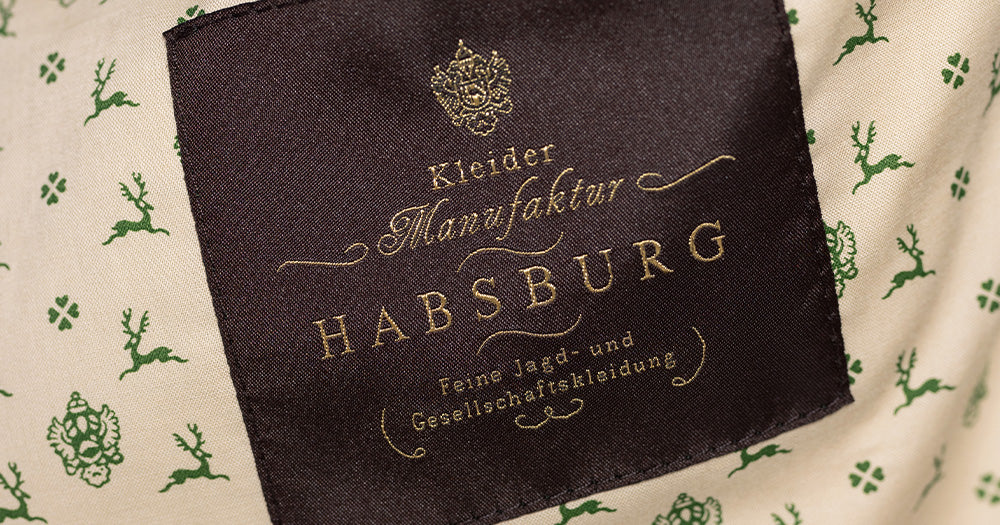 Kleider
Manufaktur
HABSBURG
Feine Jagd- und
Gesellschaftskleidung